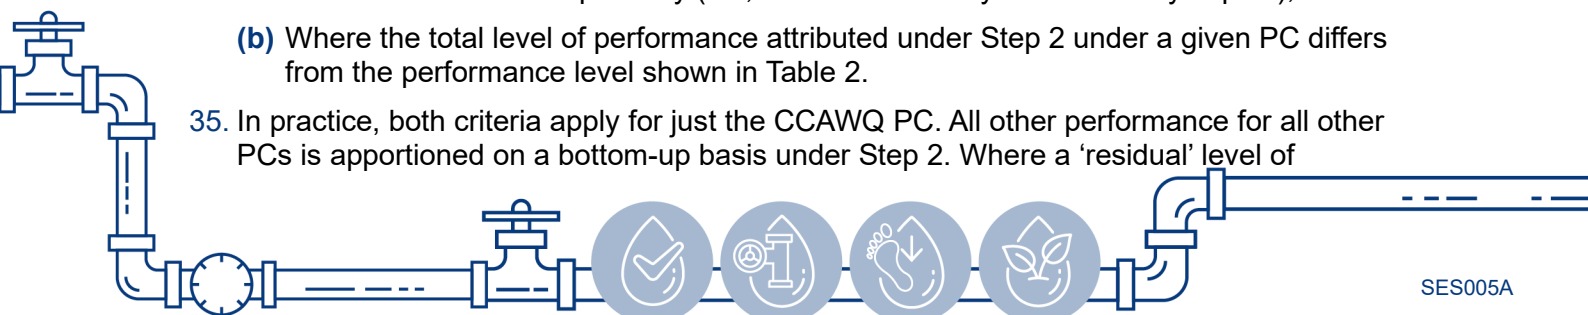 (b) Where the total level of performance attributed under Step 2 under a given PC differs
from the performance level shown in Table 2.
35. In practice, both criteria apply for just the CCAWQ PC. All other performance for all other
PCs is apportioned on a bottom-up basis under Step 2. Where a ‘residual’ level of
SES005A